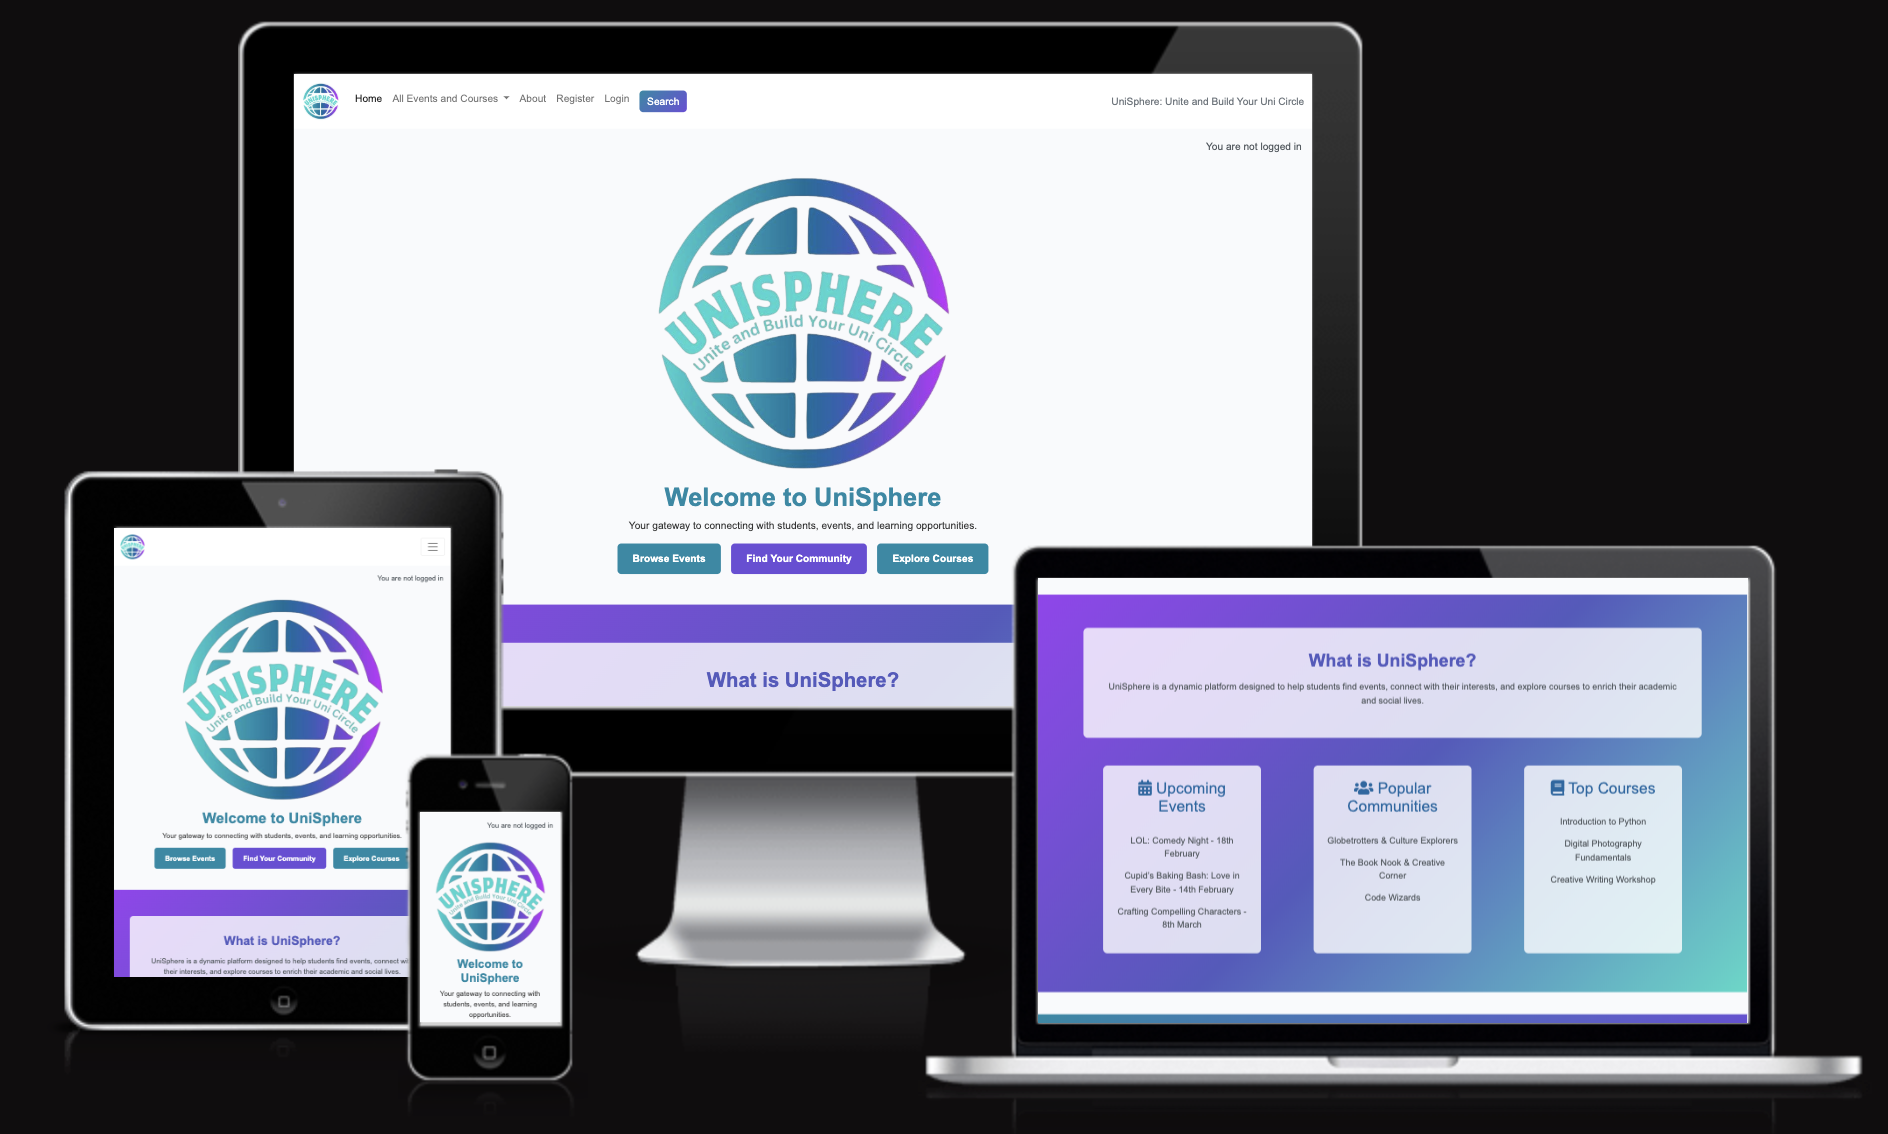 UNISPHERE
Home All Events and Courses About Register Login Search
UniSphere: Unite and Build Your Uni Circle
You are not logged in
UNISPHERE
Unite and Build Your Uni Circle
Welcome to UniSphere
Your gateway to connecting with students, events, and learning opportunities.
Browse Events Find Your Community Explore Courses
What is UniSphere?
You are not logged in
UNISPHERE
Unite and Build Your Uni Circle
Welcome to UniSphere
Your gateway to connecting with students, events, and learning opportunities.
Browse Events Find Your Community Explore Courses
What is UniSphere?
UniSphere is a dynamic platform designed to help students find events, connect
their interests, and explore courses to enrich their academic and social lives.
You are not logged in
UNISPHERE
Unite and Build Your Uni Circle
Welcome to
UniSphere
Your gateway to connecting with
students, events, and learning
opportunities.
What is UniSphere?
UniSphere is a dynamic platform designed to help students find events, connect with their interests, and explore courses to enrich their academic
and social lives.
Upcoming
Events
LOL: Comedy Night - 18th
February
Cupid's Baking Bash: Love in
Every Bite - 14th February
Crafting Compelling Characters -
8th March
Popular
Communities
Globetrotters & Culture Explorers
The Book Nook & Creative
Corner
Code Wizards
Top Courses
Introduction to Python
Digital Photography
Fundamentals
Creative Writing Workshop